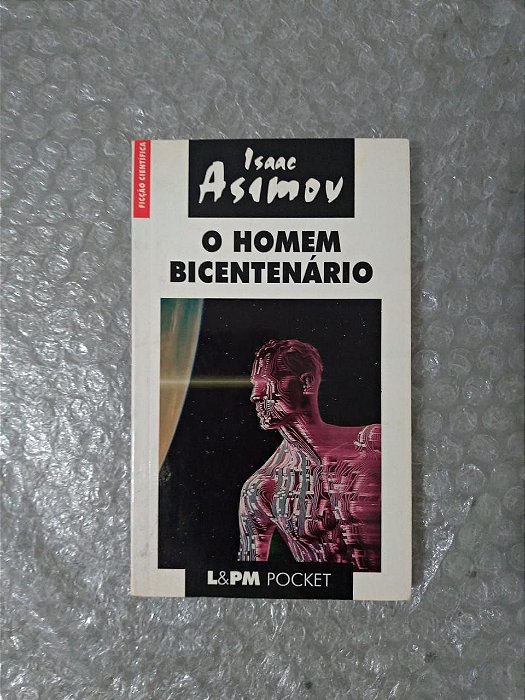 FICÇÃO CIENTÍFICA
Isaac
Asimov
O HOMEM
BICENTENÁRIO
L&PM POCKET